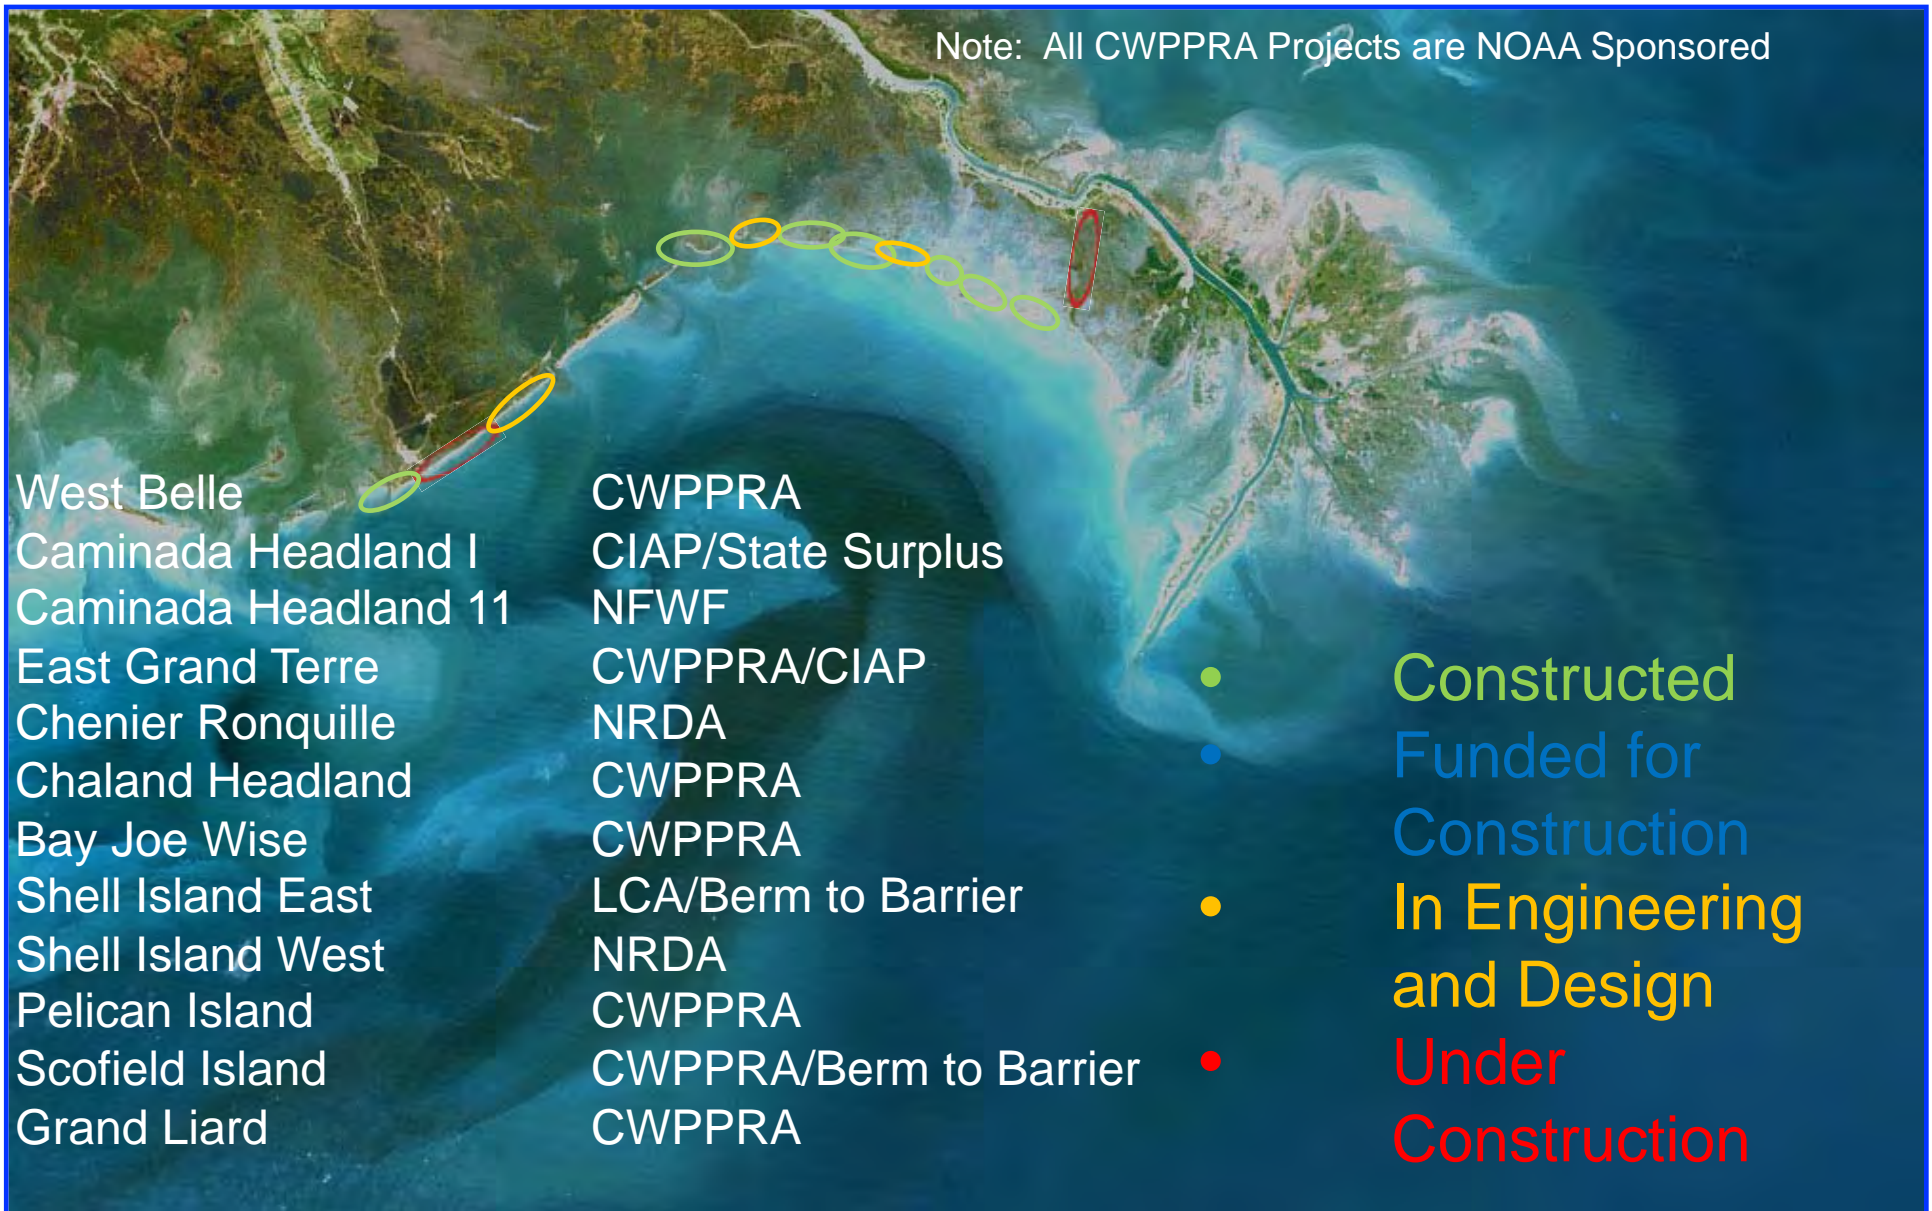 Note: All CWPPRA Projects are NOAA Sponsored
West Belle CWPPRA
Caminada Headland I CIAP/State Surplus
Caminada Headland 11 NFWF
East Grand Terre CWPPRA/CIAP
Chenier Ronquille NRDA
Chaland Headland CWPPRA
Bay Joe Wise CWPPRA
Shell Island East LCA/Berm to Barrier
Shell Island West NRDA
Pelican Island CWPPRA
Scofield Island CWPPRA/Berm to Barrier
Grand Liard CWPPRA
• Constructed
• Funded for
Construction
• In Engineering
and Design
• Under
Construction